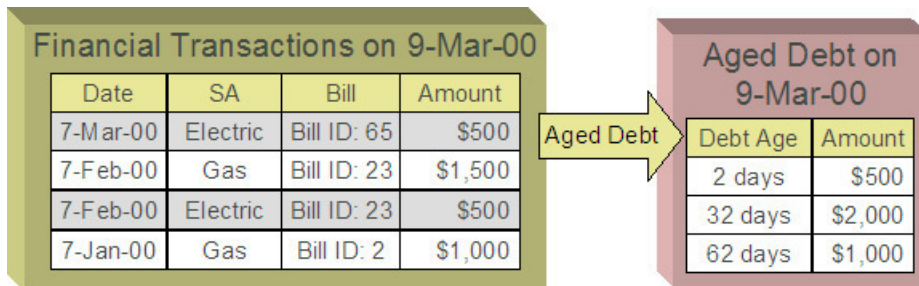 Financial Transactions on 9-Mar-00
Date SA Bill Amount
7-Mar-00 Electric Bill ID: 65 $500
7-Feb-00 Gas Bill ID: 23 $1,500
7-Feb-00 Electric Bill ID: 23 $500
7-Jan-00 Gas Bill ID: 2 $1,000
Aged Debt
Aged Debt on
9-Mar-00
Debt Age Amount
2 days $500
32 days $2,000
62 days $1,000